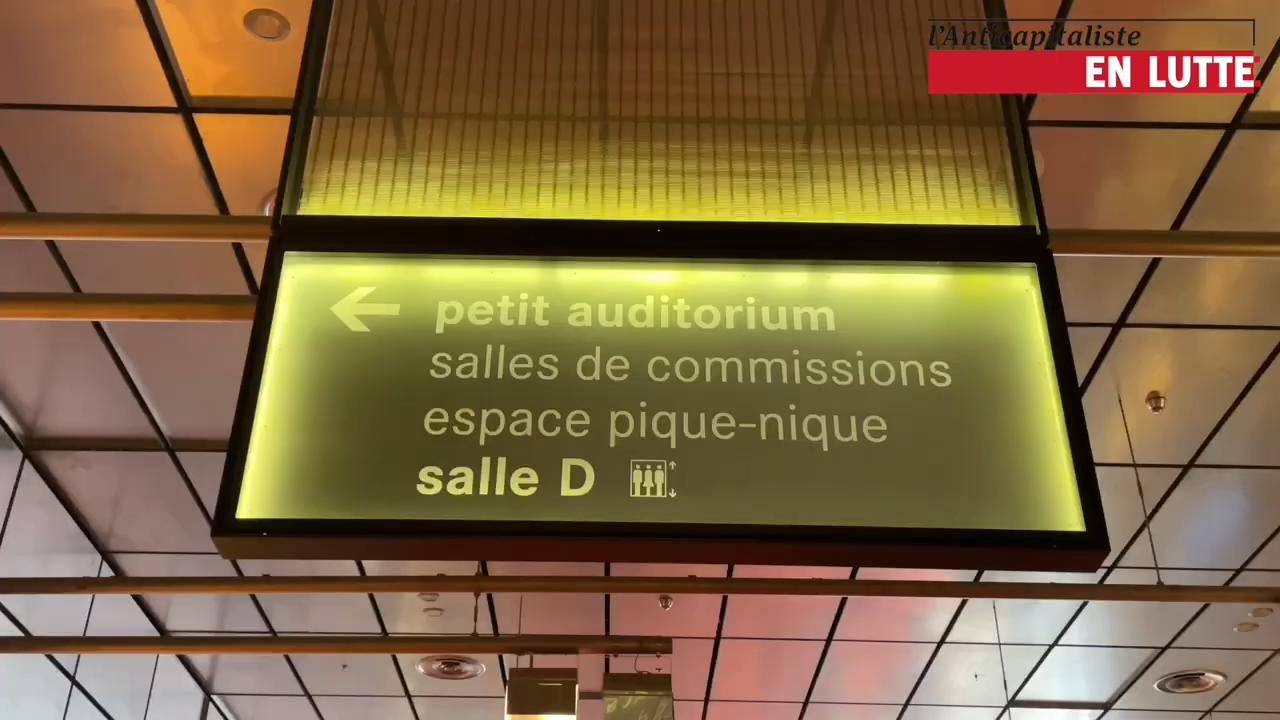 l'Anticapitaliste
EN LUTTE
← petit auditorium
salles de commissions
espace pique-nique
salle D